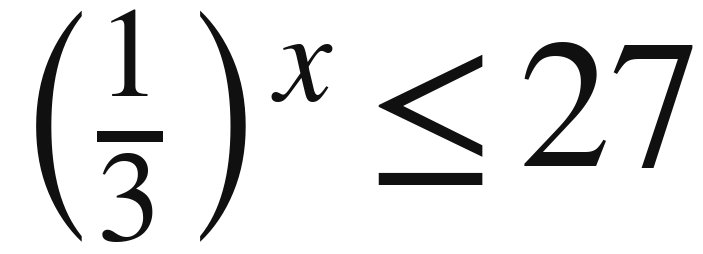 (1/3)^x ≤ 27